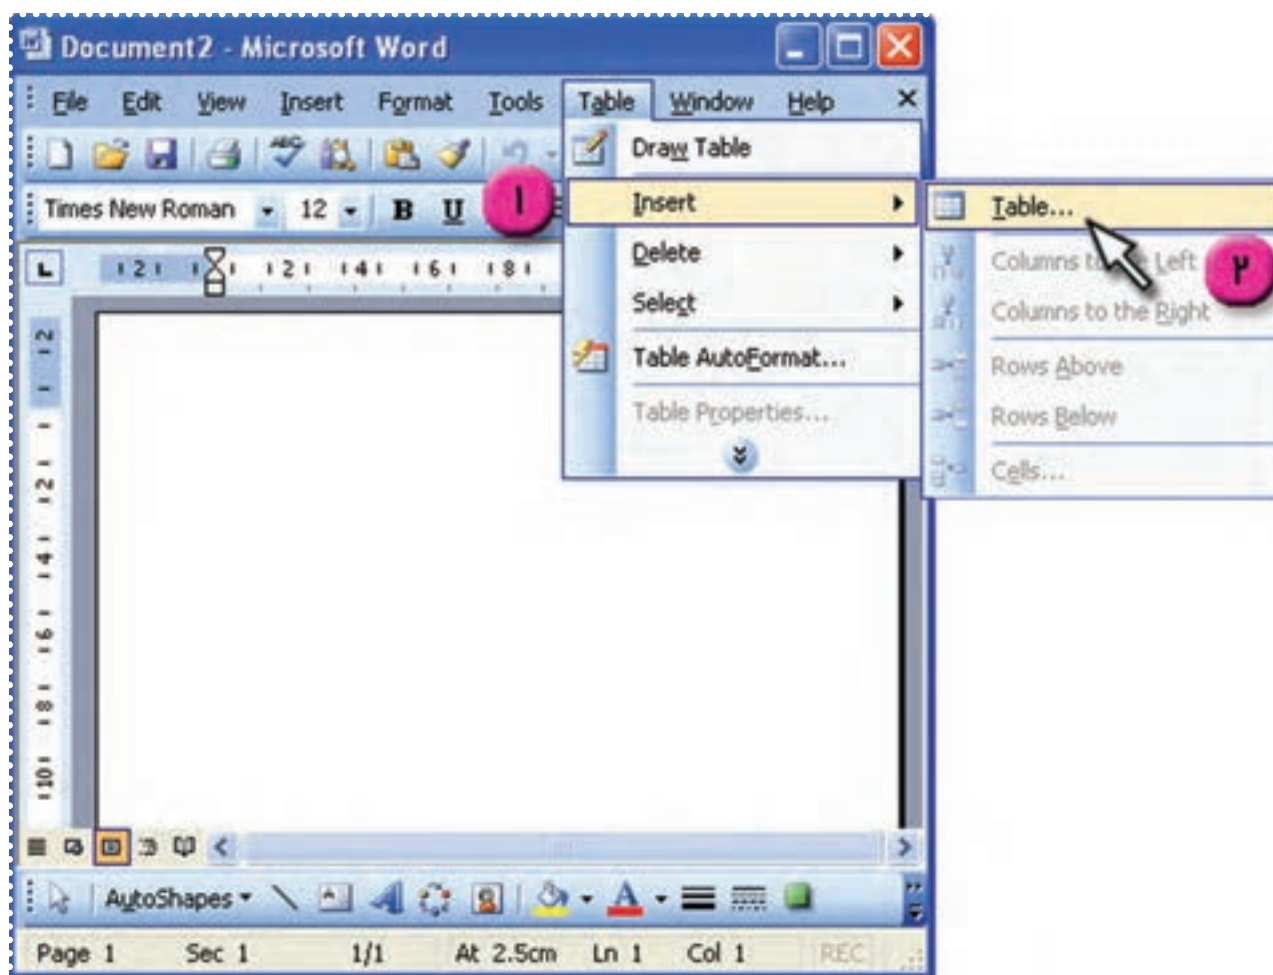 Document2 - Microsoft Word
File Edit View Insert Format Tools Table Window Help
Draw Table
Times New Roman 12 B U
۱
Insert
Table...
Delete
Columns to the Left
۲
Select
Columns to the Right
Table AutoFormat...
Rows Above
Table Properties...
Rows Below
Cells...
AutoShapes
Page 1 Sec 1 1/1 At 2.5cm Ln 1 Col 1 REC